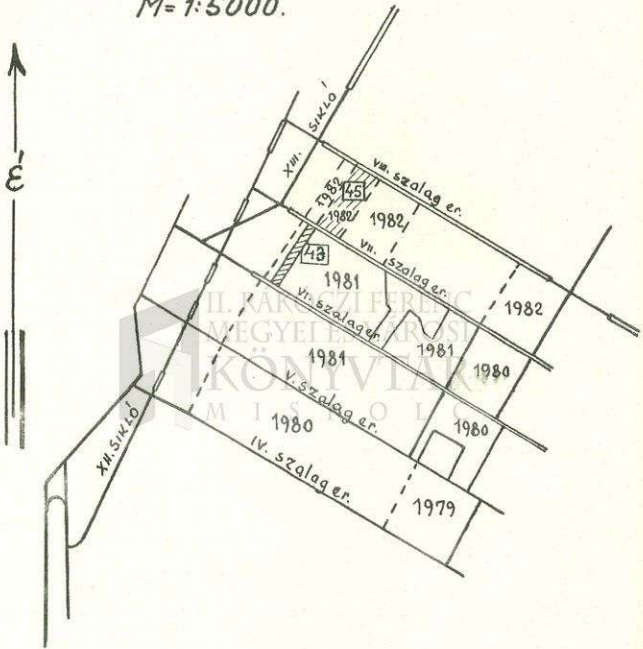 M= 1:5000.
É
XIII. SIKLÓ
VIII. szalag er.
1982
45
1982
1982
VII. szalag er.
43
1981
1982
VI. szalag er.
1981
1981
1980
V. szalag er.
1980
1980
IV. szalag er.
1979
XII. SIKLÓ
II. RÁKÓCZI FERENC
MEGYEI ÉS VÁROSI
KÖNYVTÁR
MISKOLC